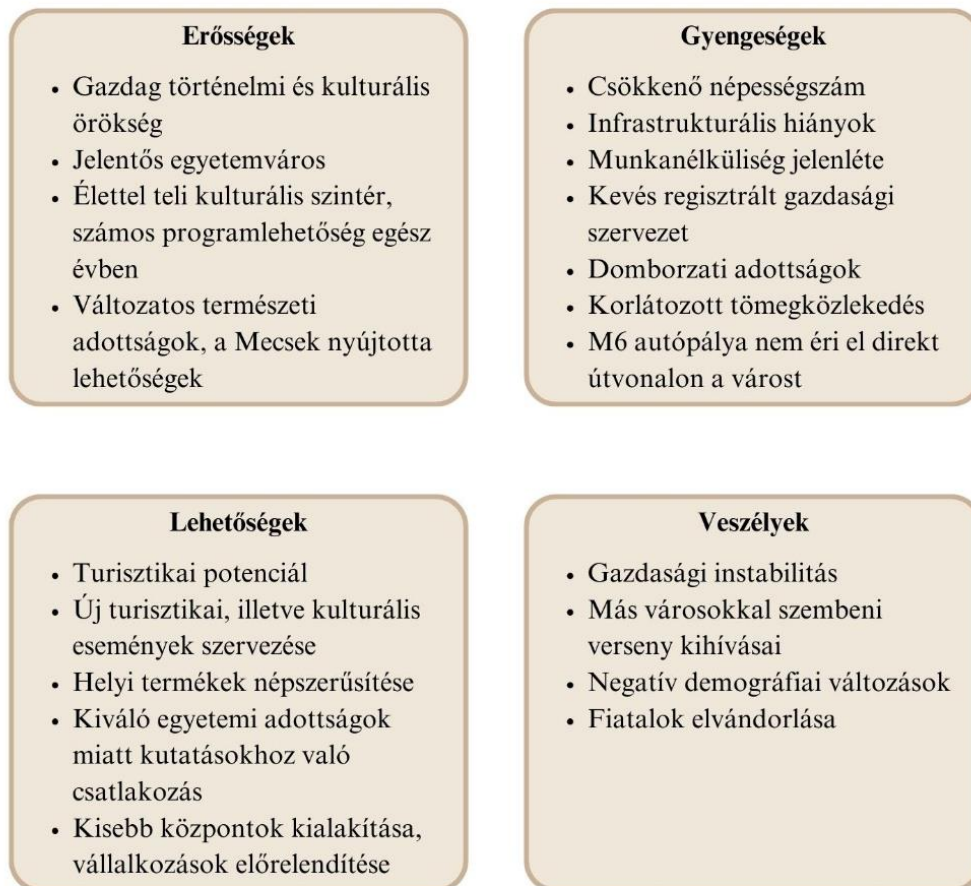 Erősségek
• Gazdag történelmi és kulturális
örökség
• Jelentős egyetemváros
• Élettel teli kulturális szintér,
számos programlehetőség egész
évben
• Változatos természeti
adottságok, a Mecsek nyújtotta
lehetőségek
Gyengeségek
• Csökkenő népességszám
• Infrastrukturális hiányok
• Munkanélküliség jelenléte
• Kevés regisztrált gazdasági
szervezet
• Domborzati adottságok
• Korlátozott tömegközlekedés
• M6 autópálya nem éri el direkt
útvonalon a várost
Lehetőségek
• Turisztikai potenciál
• Új turisztikai, illetve kulturális
események szervezése
• Helyi termékek népszerűsítése
• Kiváló egyetemi adottságok
miatt kutatásokhoz való
csatlakozás
• Kisebb központok kialakítása,
vállalkozások előrelendítése
Veszélyek
• Gazdasági instabilitás
• Más városokkal szembeni
verseny kihívásai
• Negatív demográfiai változások
• Fiatalok elvándorlása